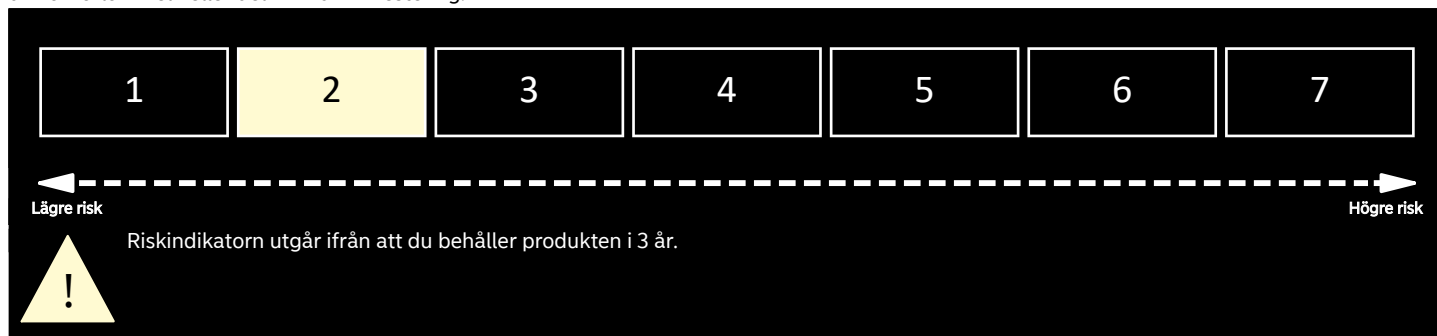 1 2 3 4 5 6 7
Lägre risk Högre risk
Riskindikatorn utgår ifrån att du behåller produkten i 3 år.
!